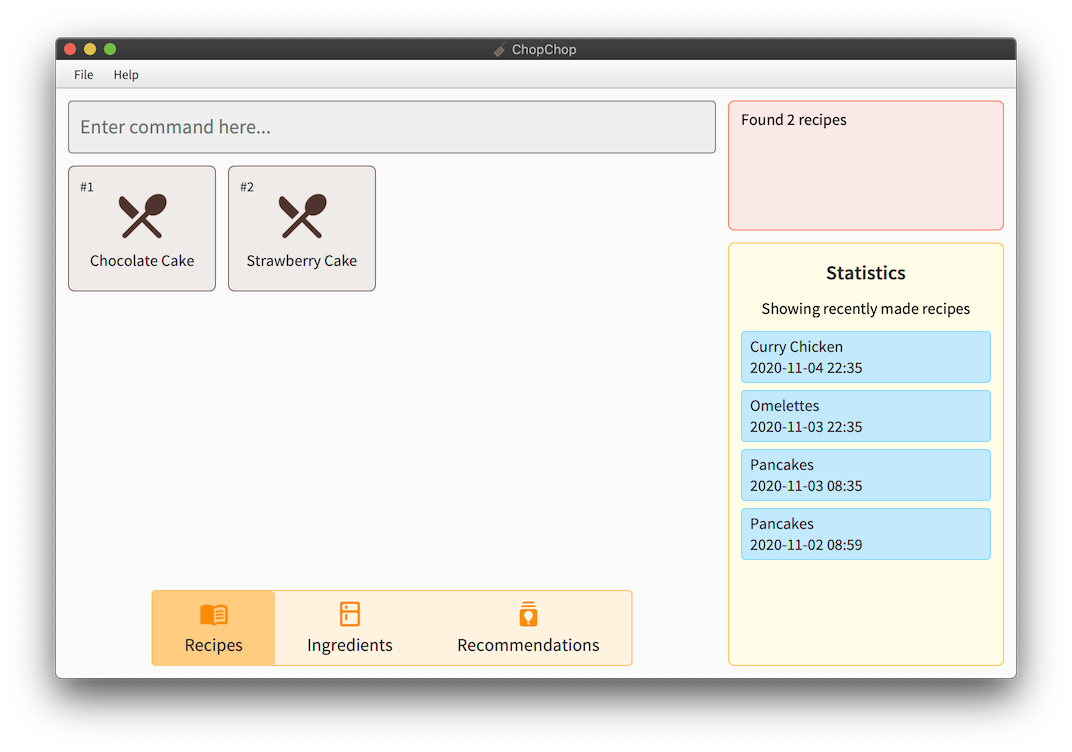 ChopChop
File Help
Enter command here...
#1
Chocolate Cake
#2
Strawberry Cake
Found 2 recipes
Statistics
Showing recently made recipes
Curry Chicken
2020-11-04 22:35
Omelettes
2020-11-03 22:35
Pancakes
2020-11-03 08:35
Pancakes
2020-11-02 08:59
Recipes
Ingredients
Recommendations